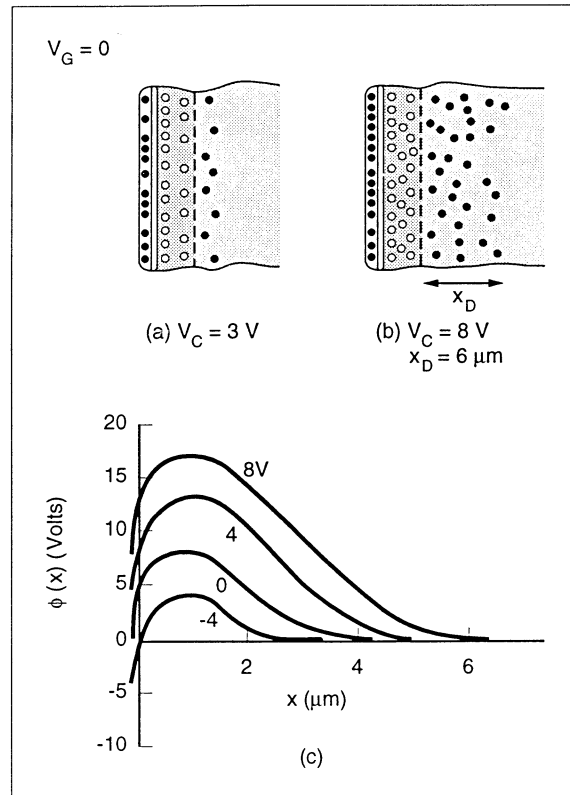 V_G = 0
x_D
(a) V_C = 3 V
(b) V_C = 8 V
x_D = 6 μm
20
15
10
5
0
-5
-10
ϕ (x) (Volts)
8V
4
0
-4
2
4
6
x (μm)
(c)